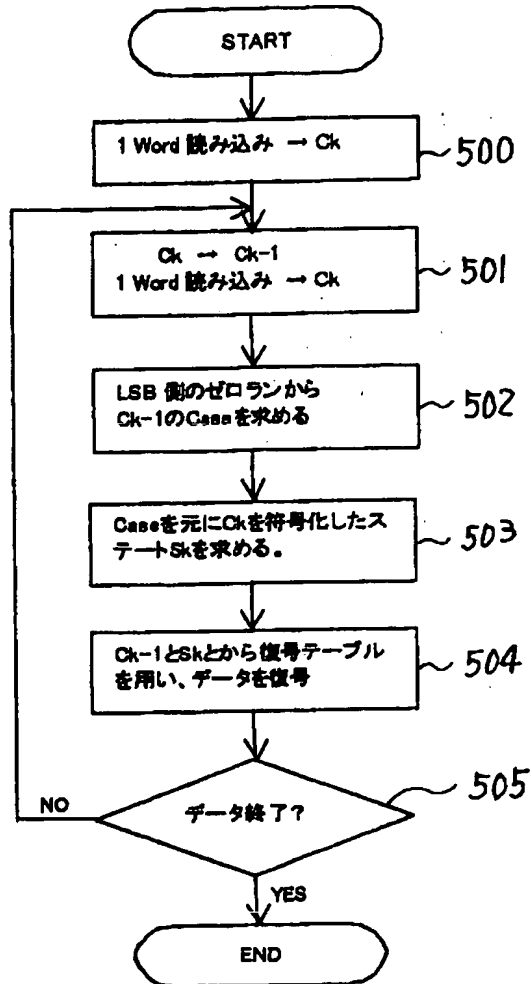 START
1 Word 読み込み → Ck
500
Ck → Ck-1
1 Word 読み込み → Ck
501
LSB 側のゼロランから
Ck-1のCaseを求める
502
Caseを元にCkを符号化したス
テートSkを求める。
503
Ck-1とSkとから復号テーブル
を用い、データを復号
504
データ終了?
505
NO
YES
END